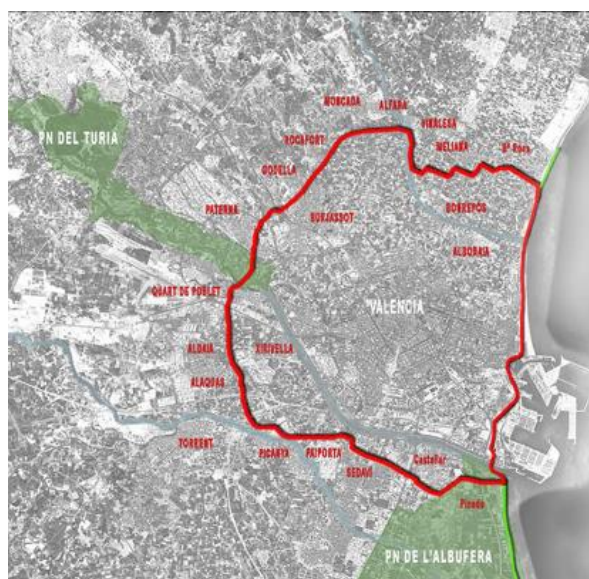 MONCADA
ALFARA
VINALESA
MELIANA
ROCAFORT
PN DEL TURIA
GODELLA
PATERNA
BURJASSOT
BONREPOS
ALBORAIA
QUART DE POBLET
VALENCIA
ALDAIA
XIRIVELLA
ALAQUAS
TORRENT
PICANYA
PAIPORTA
SEDAVÍ
Castellar
Pinedo
PN DE L'ALBUFERA